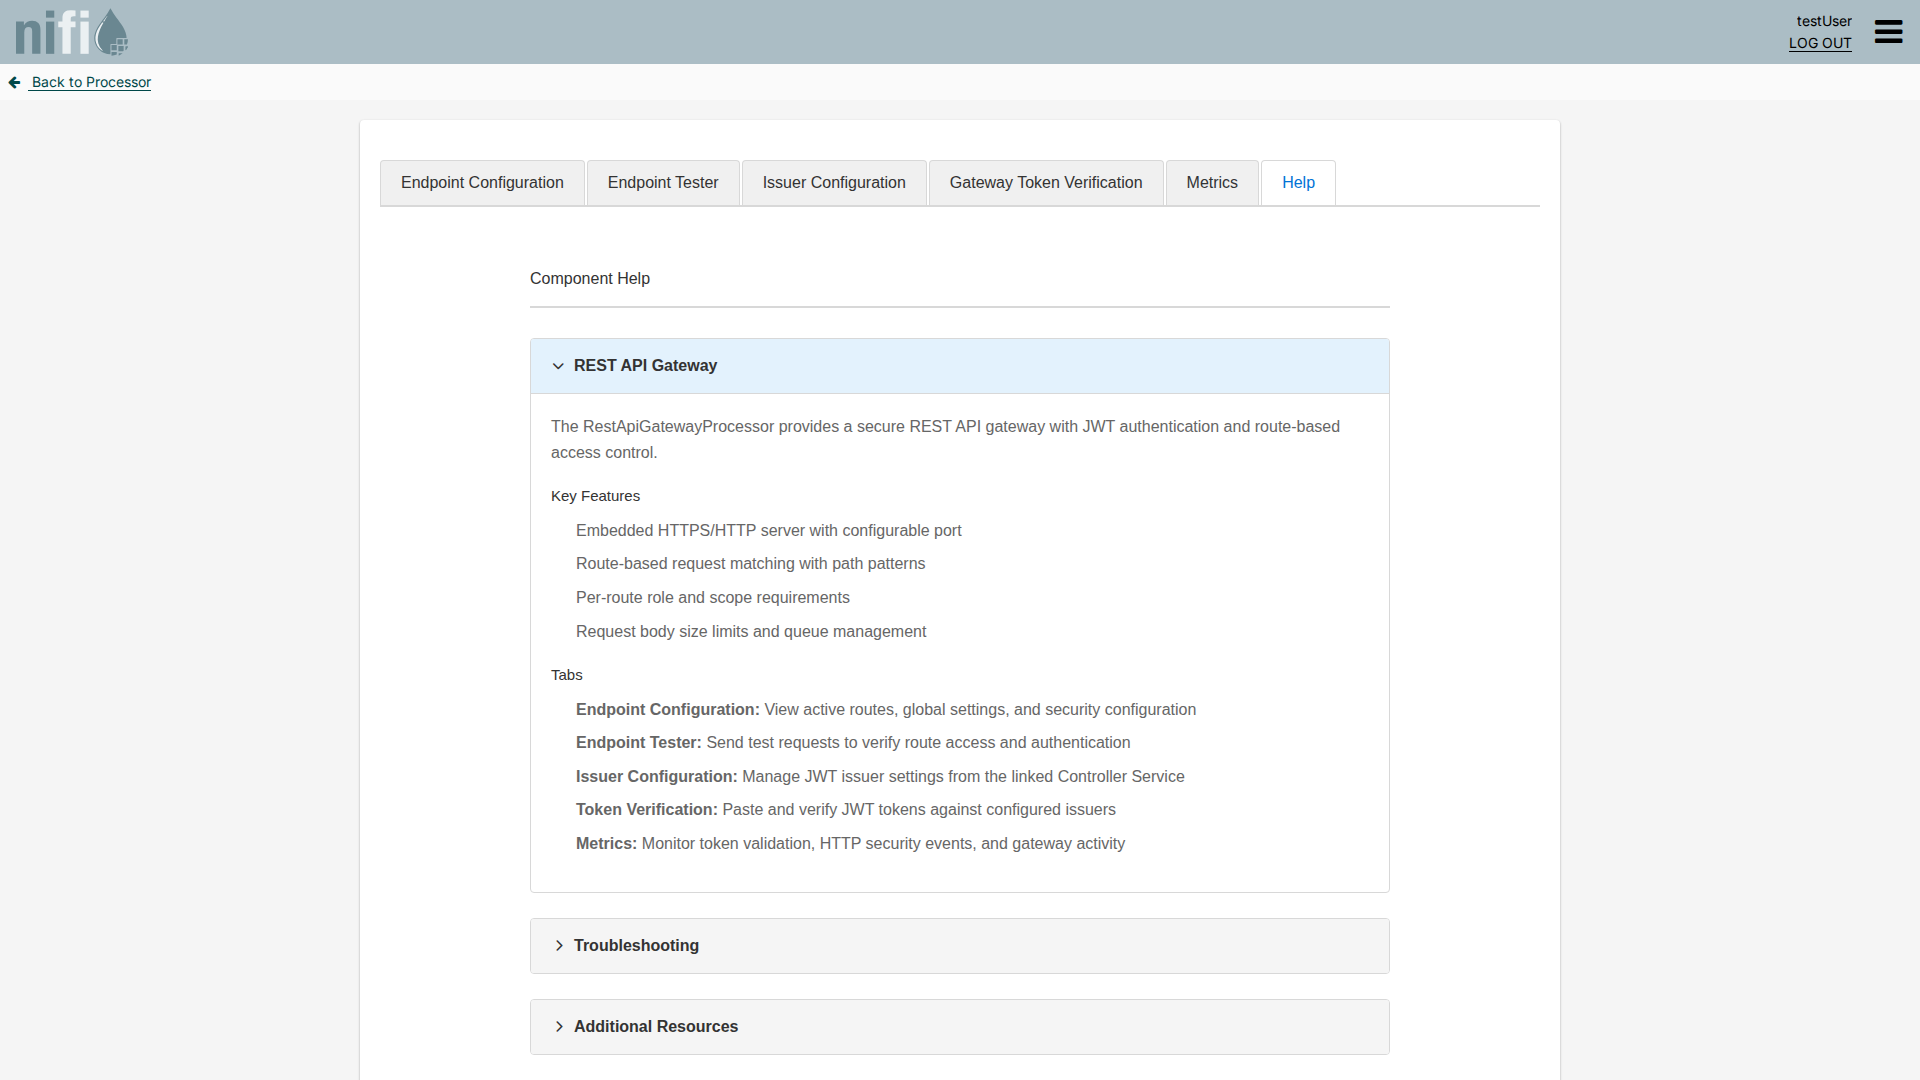 nifi
testUser
LOG OUT
Back to Processor
Endpoint Configuration
Endpoint Tester
Issuer Configuration
Gateway Token Verification
Metrics
Help
Component Help
REST API Gateway
The RestApiGatewayProcessor provides a secure REST API gateway with JWT authentication and route-based
access control.
Key Features
Embedded HTTPS/HTTP server with configurable port
Route-based request matching with path patterns
Per-route role and scope requirements
Request body size limits and queue management
Tabs
Endpoint Configuration: View active routes, global settings, and security configuration
Endpoint Tester: Send test requests to verify route access and authentication
Issuer Configuration: Manage JWT issuer settings from the linked Controller Service
Token Verification: Paste and verify JWT tokens against configured issuers
Metrics: Monitor token validation, HTTP security events, and gateway activity
Troubleshooting
Additional Resources